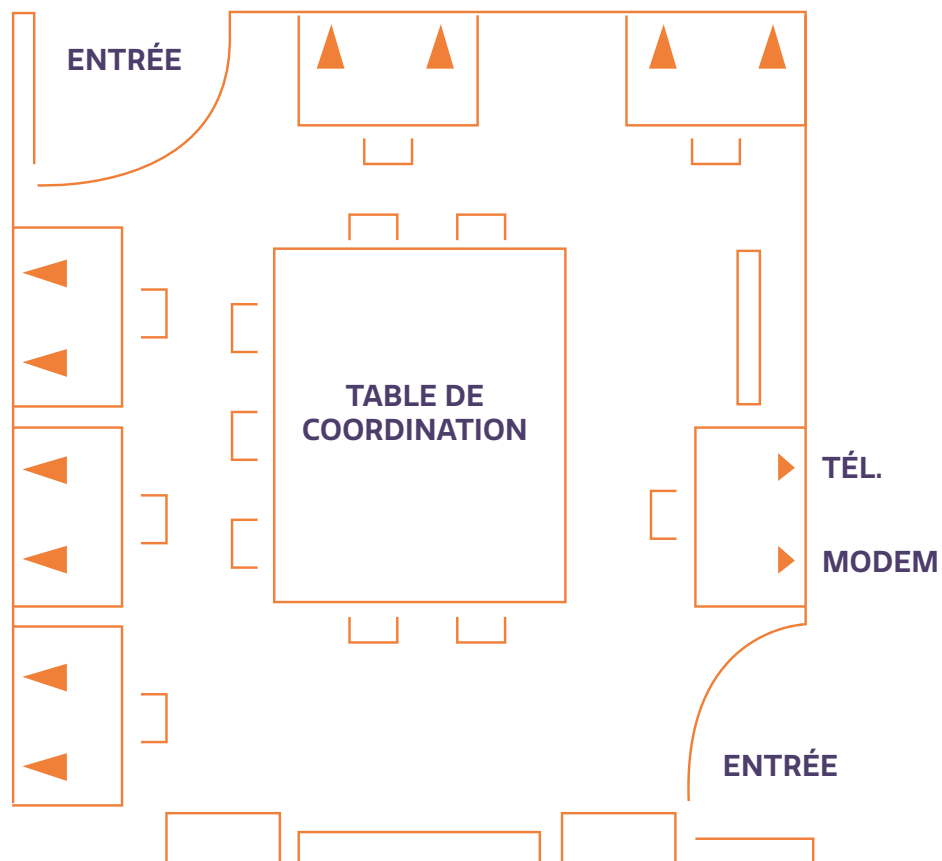 ENTRÉE
TABLE DE
COORDINATION
TÉL.
MODEM
ENTRÉE